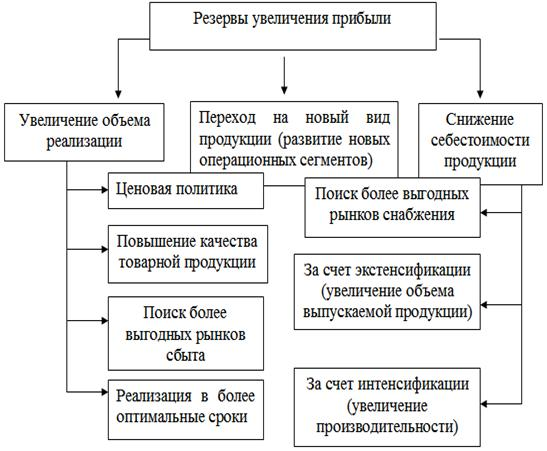 Резервы увеличения прибыли
Увеличение объема
реализации
Переход на новый вид
продукции (развитие новых
операционных сегментов)
Снижение
себестоимости
продукции
Ценовая политика
Повышение качества
товарной продукции
Поиск более
выгодных рынков
сбыта
Реализация в более
оптимальные сроки
Поиск более выгодных
рынков снабжения
За счет экстенсификации
(увеличение объема
выпускаемой продукции)
За счет интенсификации
(увеличение
производительности)